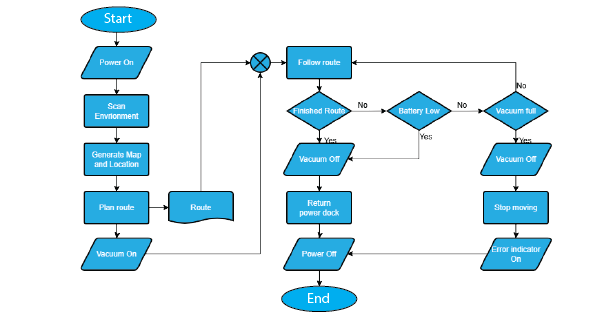 Start
Power On
Scan
Environment
Generate Map
and Location
Plan route
Route
Vacuum On
Follow route
Finished Route
No
Battery Low
No
Vacuum full
No
Yes
Yes
Yes
Vacuum Off
Vacuum Off
Return
power dock
Stop moving
Power Off
Error indicator
On
End